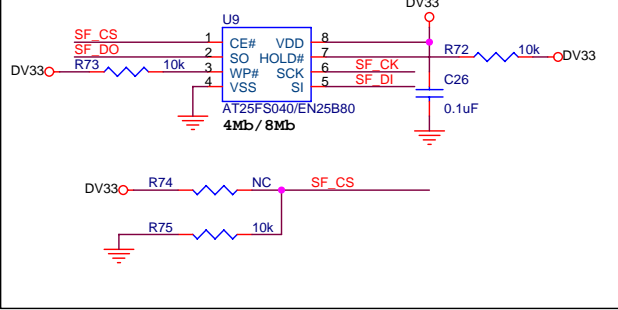 DV33
U9
SF_CS 1 CE# VDD 8
SF_DO 2 SO HOLD# 7 R72 10k DV33
DV33 R73 10k 3 WP# SCK 6 SF_CK
4 VSS SI 5 SF_DI C26
AT25FS040/EN25B80 0.1uF
4Mb/8Mb
DV33 R74 NC SF_CS
R75 10k